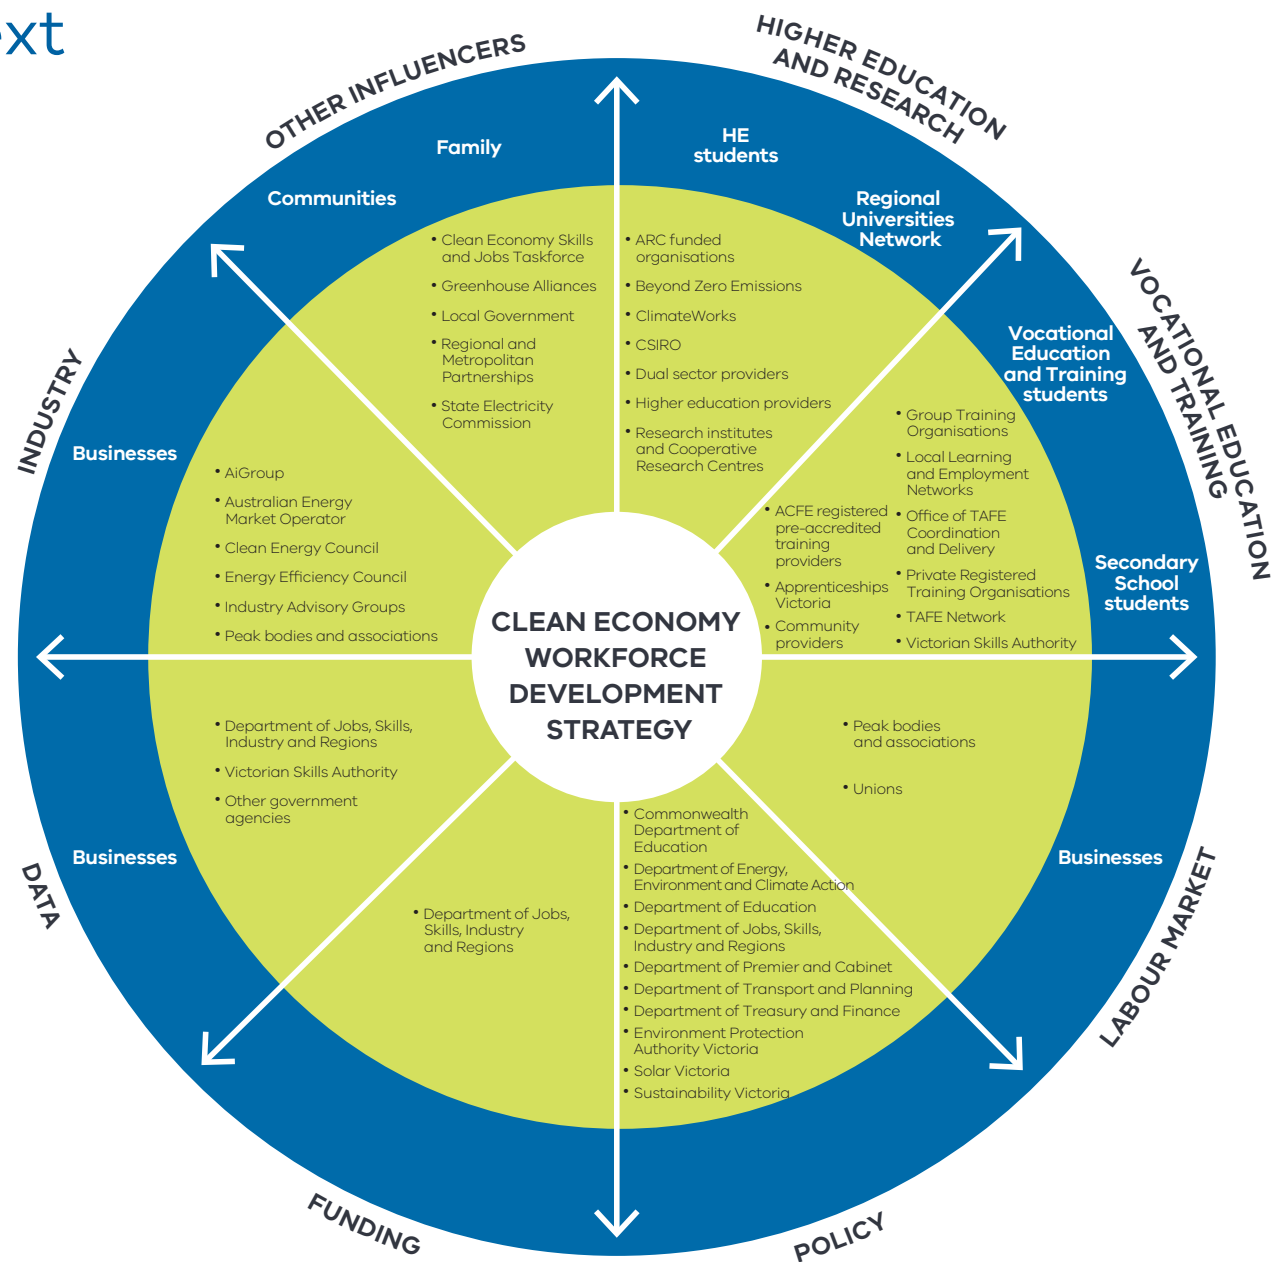 ext
OTHER INFLUENCERS
HIGHER EDUCATION
AND RESEARCH
VOCATIONAL EDUCATION
AND TRAINING
LABOUR MARKET
POLICY
FUNDING
DATA
INDUSTRY
Family
Communities
• Clean Economy Skills
and Jobs Taskforce
• Greenhouse Alliances
• Local Government
• Regional and
Metropolitan
Partnerships
• State Electricity
Commission
HE
students
Regional
Universities
Network
• ARC funded
organisations
• Beyond Zero Emissions
• ClimateWorks
• CSIRO
• Dual sector providers
• Higher education providers
• Research institutes
and Cooperative
Research Centres
Vocational
Education
and Training
students
Secondary
School
students
• ACFE registered
pre-accredited
training
providers
• Apprenticeships
Victoria
• Community
providers
• Group Training
Organisations
• Local Learning
and Employment
Networks
• Office of TAFE
Coordination
and Delivery
• Private Registered
Training Organisations
• TAFE Network
• Victorian Skills Authority
Businesses
• AiGroup
• Australian Energy
Market Operator
• Clean Energy Council
• Energy Efficiency Council
• Industry Advisory Groups
• Peak bodies and associations
CLEAN ECONOMY
WORKFORCE
DEVELOPMENT
STRATEGY
• Department of Jobs, Skills,
Industry and Regions
• Victorian Skills Authority
• Other government
agencies
Businesses
• Department of Jobs,
Skills, Industry
and Regions
• Commonwealth
Department of
Education
• Department of Energy,
Environment and Climate Action
• Department of Education
• Department of Jobs, Skills,
Industry and Regions
• Department of Premier and Cabinet
• Department of Transport and Planning
• Department of Treasury and Finance
• Environment Protection
Authority Victoria
• Solar Victoria
• Sustainability Victoria
• Peak bodies
and associations
• Unions
Businesses